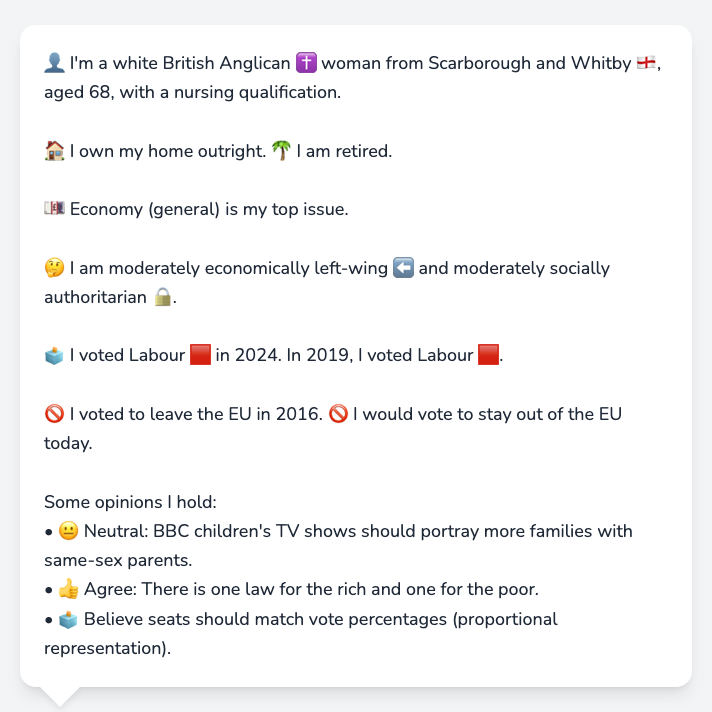 👤 I'm a white British Anglican ✝️ woman from Scarborough and Whitby 🏴󠁧󠁢󠁥󠁮󠁧󠁿,
aged 68, with a nursing qualification.
🏠 I own my home outright. 🌴 I am retired.
💷 Economy (general) is my top issue.
🤔 I am moderately economically left-wing ⬅️ and moderately socially
authoritarian 🔒.
🗳️ I voted Labour 🟥 in 2024. In 2019, I voted Labour 🟥.
🚫 I voted to leave the EU in 2016. 🚫 I would vote to stay out of the EU
today.
Some opinions I hold:
• 😐 Neutral: BBC children's TV shows should portray more families with
same-sex parents.
• 👍 Agree: There is one law for the rich and one for the poor.
• 🗳️ Believe seats should match vote percentages (proportional
representation).